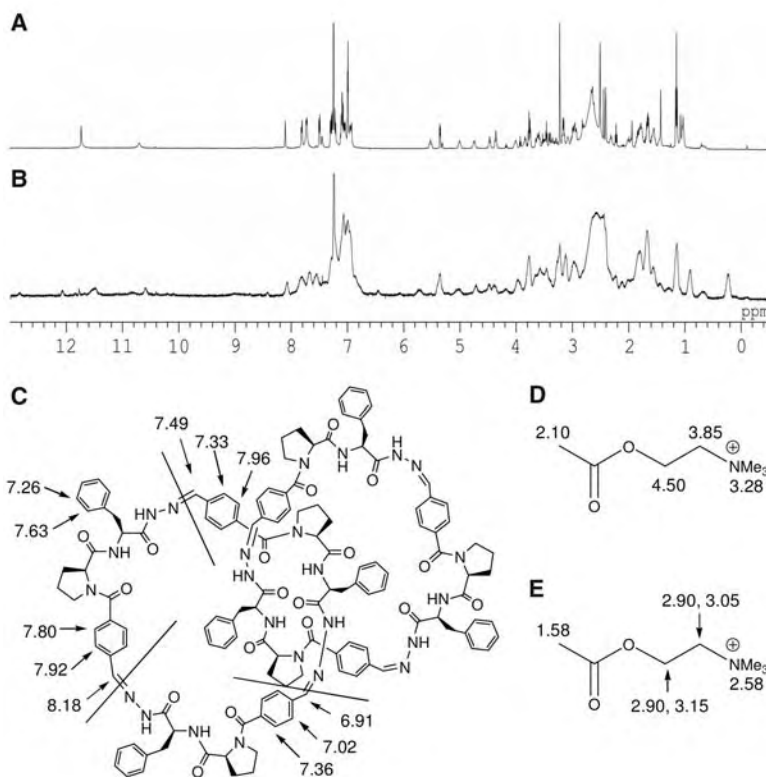 A
B
ppm
12 11 10 9 8 7 6 5 4 3 2 1 0
C
7.49
7.33
7.96
7.26
7.63
7.80
7.92
8.18
6.91
7.02
7.36
N
O
NH
HN
N
H
D
2.10
O
3.85
O
4.50
⊕
NMe3
3.28
E
1.58
O
2.90, 3.05
O
2.90, 3.15
⊕
NMe3
2.58